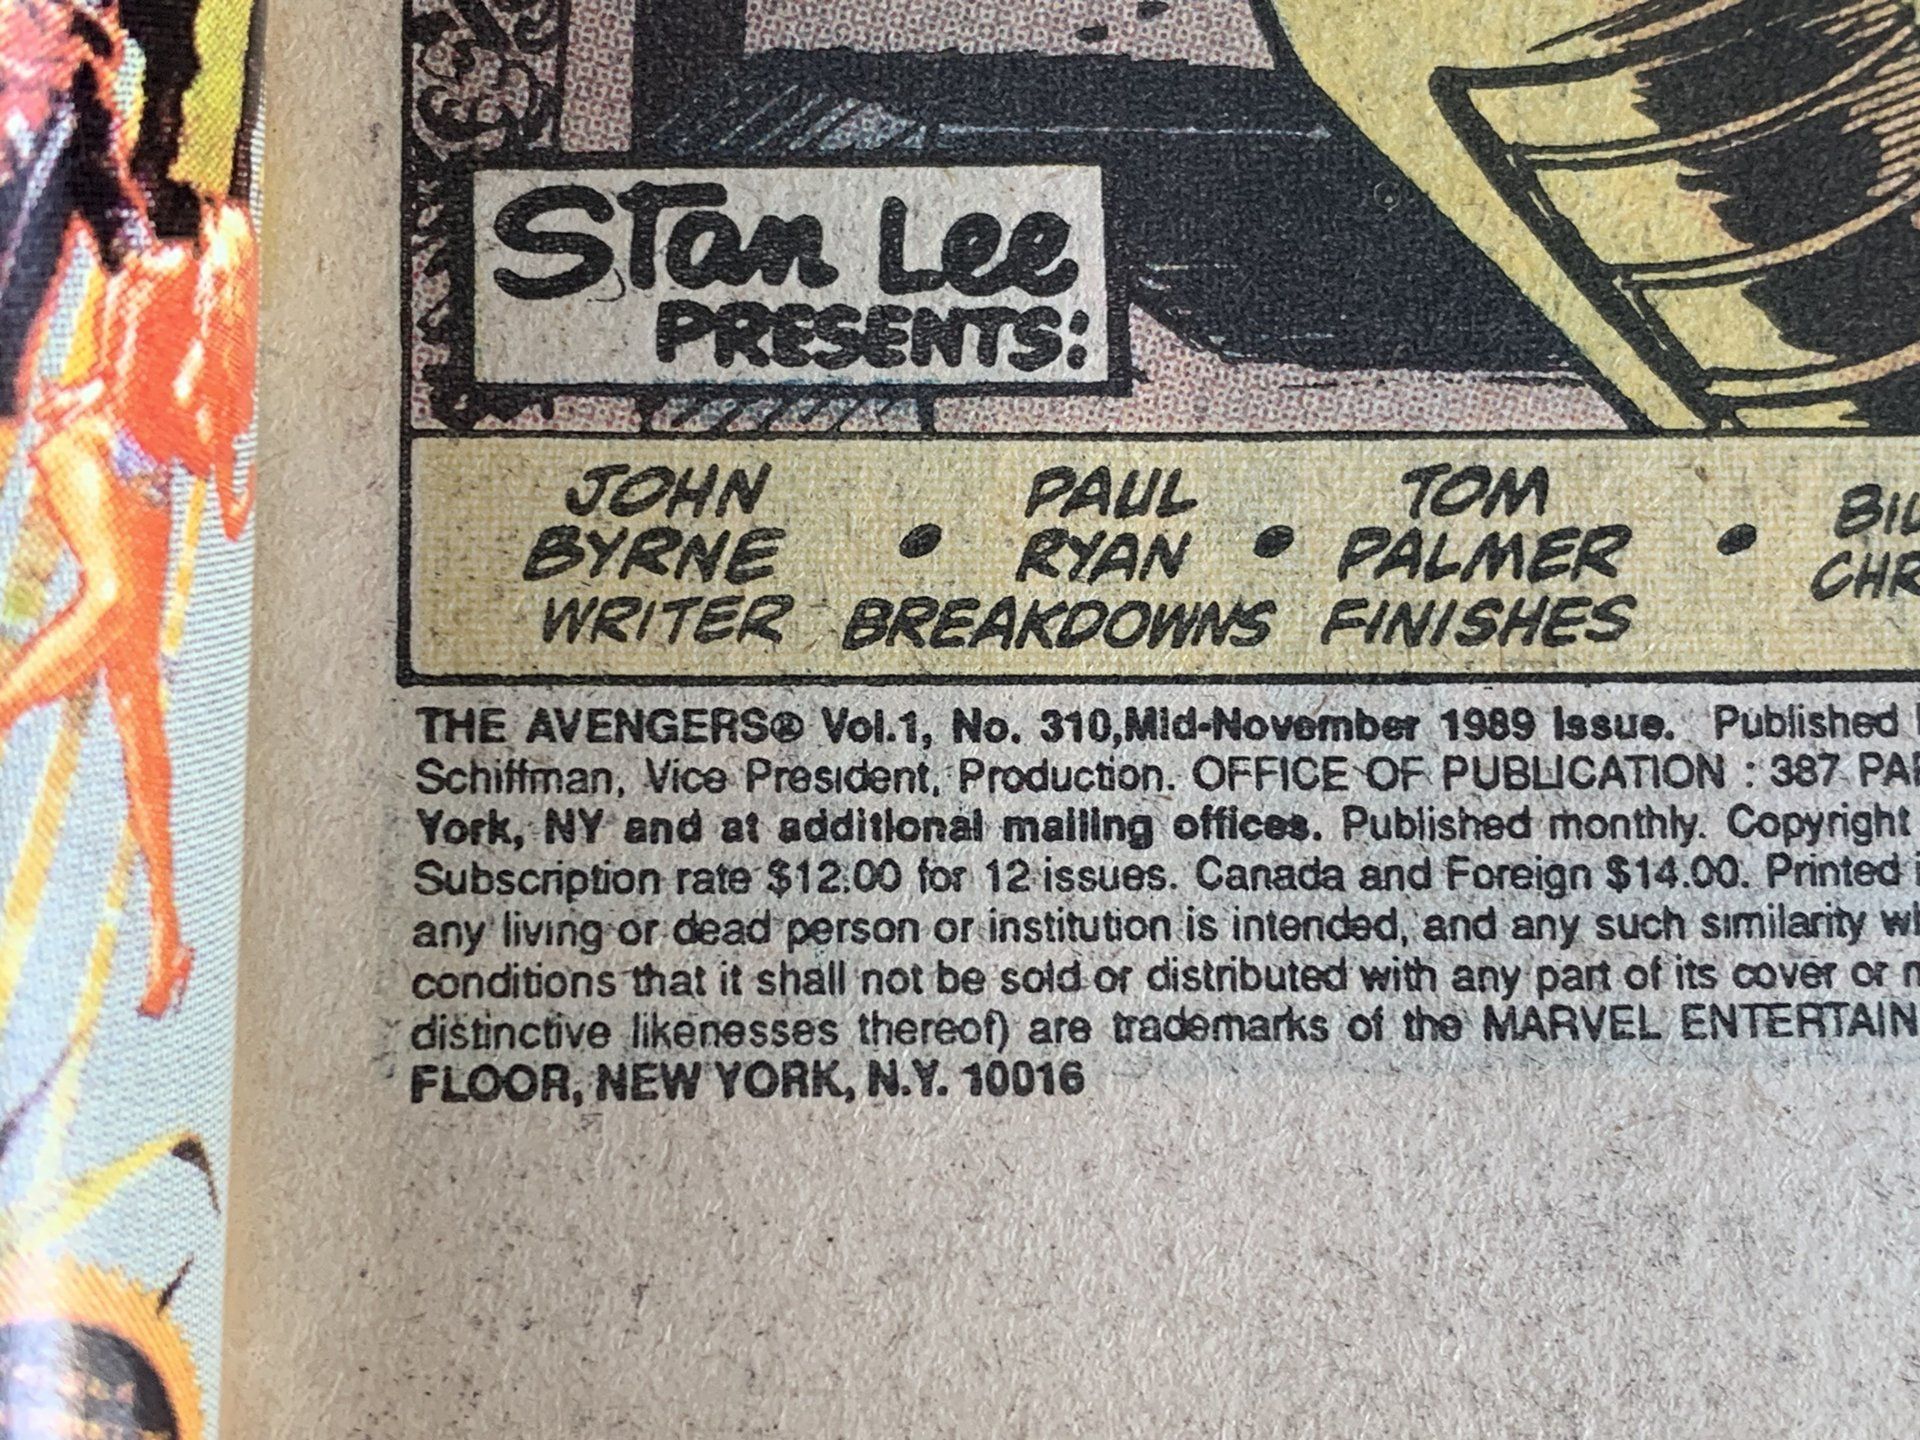 Stan Lee
PRESENTS:
JOHN BYRNE WRITER • PAUL RYAN BREAKDOWNS • TOM PALMER FINISHES •
THE AVENGERS® Vol.1, No. 310,Mid-November 1989 Issue. Published
Schiffman, Vice President, Production. OFFICE OF PUBLICATION : 387
York, NY and at additional mailing offices. Published monthly. Copyright
Subscription rate $12.00 for 12 issues. Canada and Foreign $14.00. Printed
any living or dead person or institution is intended, and any such similarity
conditions that it shall not be sold or distributed with any part of its cover or
distinctive likenesses thereof) are trademarks of the MARVEL
FLOOR, NEW YORK, N.Y. 10016